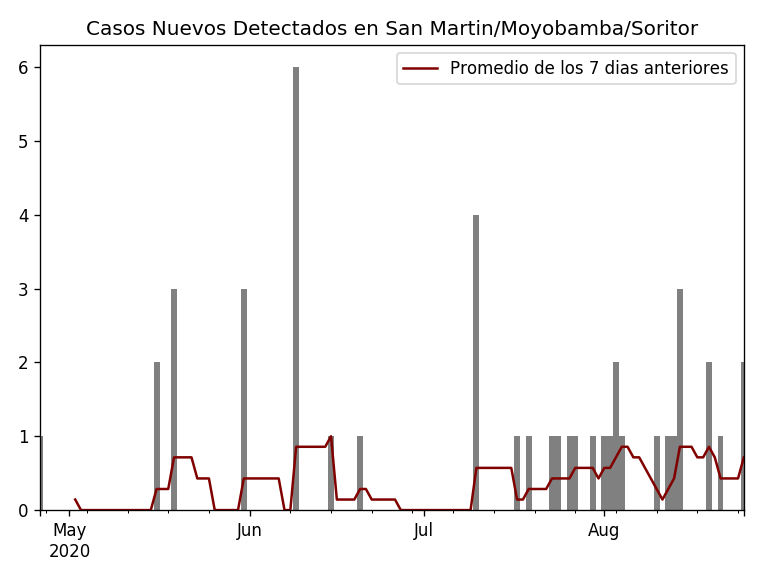 Casos Nuevos Detectados en San Martin/Moyobamba/Soritor
Promedio de los 7 dias anteriores
6
5
4
3
2
1
0
May Jun Jul Aug
2020